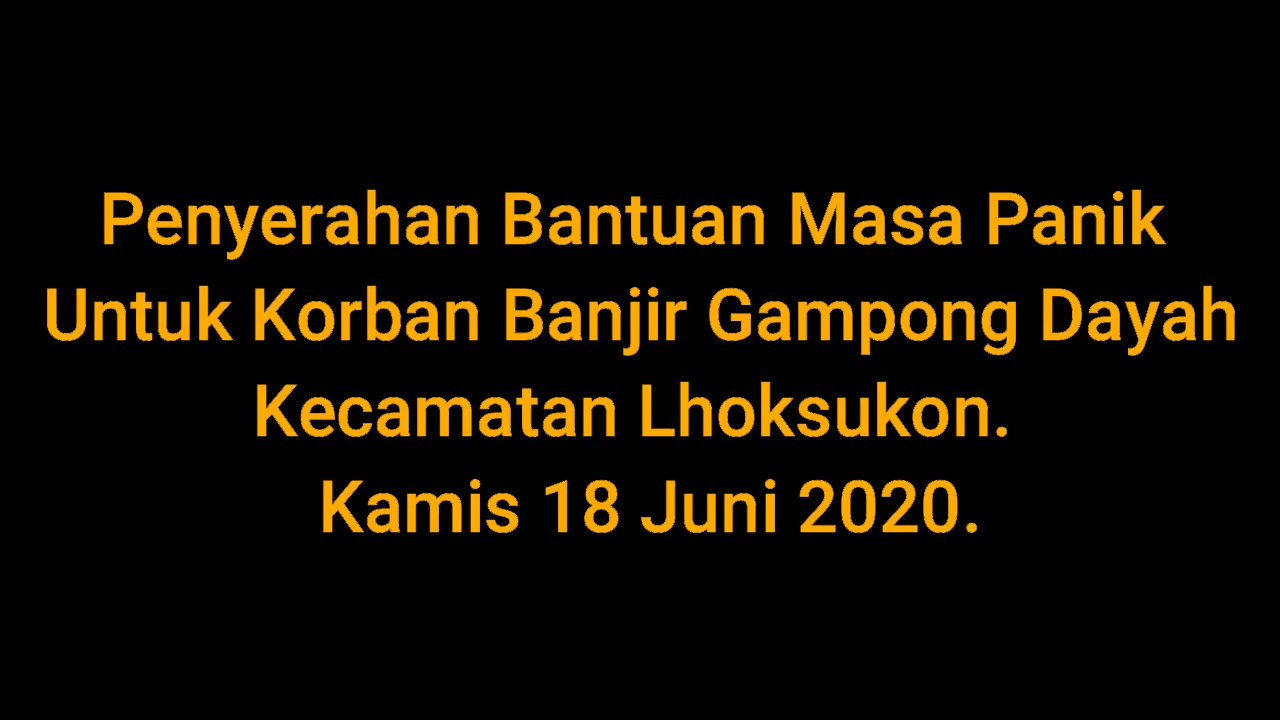 Penyerahan Bantuan Masa Panik
Untuk Korban Banjir Gampong Dayah
Kecamatan Lhoksukon.
Kamis 18 Juni 2020.